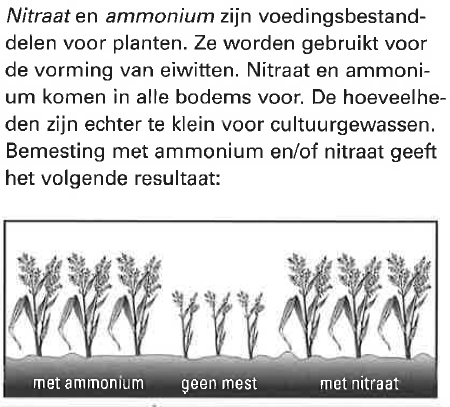 Nitraat en ammonium zijn voedingsbestand-
delen voor planten. Ze worden gebruikt voor
de vorming van eiwitten. Nitraat en ammoni-
um komen in alle bodems voor. De hoeveelhe-
den zijn echter te klein voor cultuurgewassen.
Bemesting met ammonium en/of nitraat geeft
het volgende resultaat:
met ammonium geen mest met nitraat